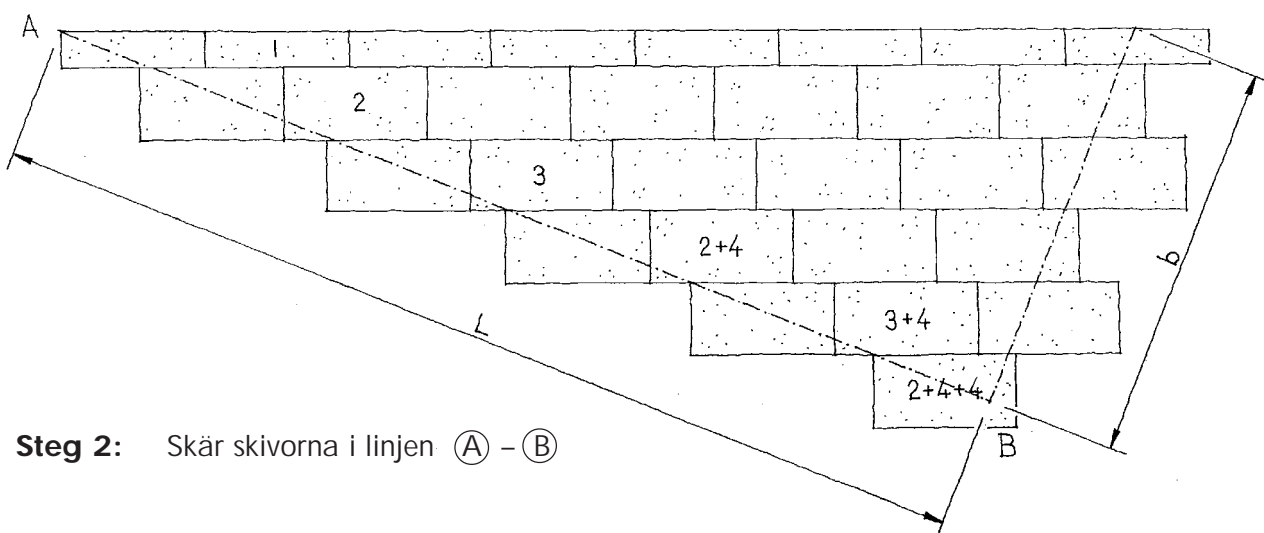 A
1
2
3
2+4
b
3+4
L
2+4+4
Steg 2: Skär skivorna i linjen Ⓐ – Ⓑ
B